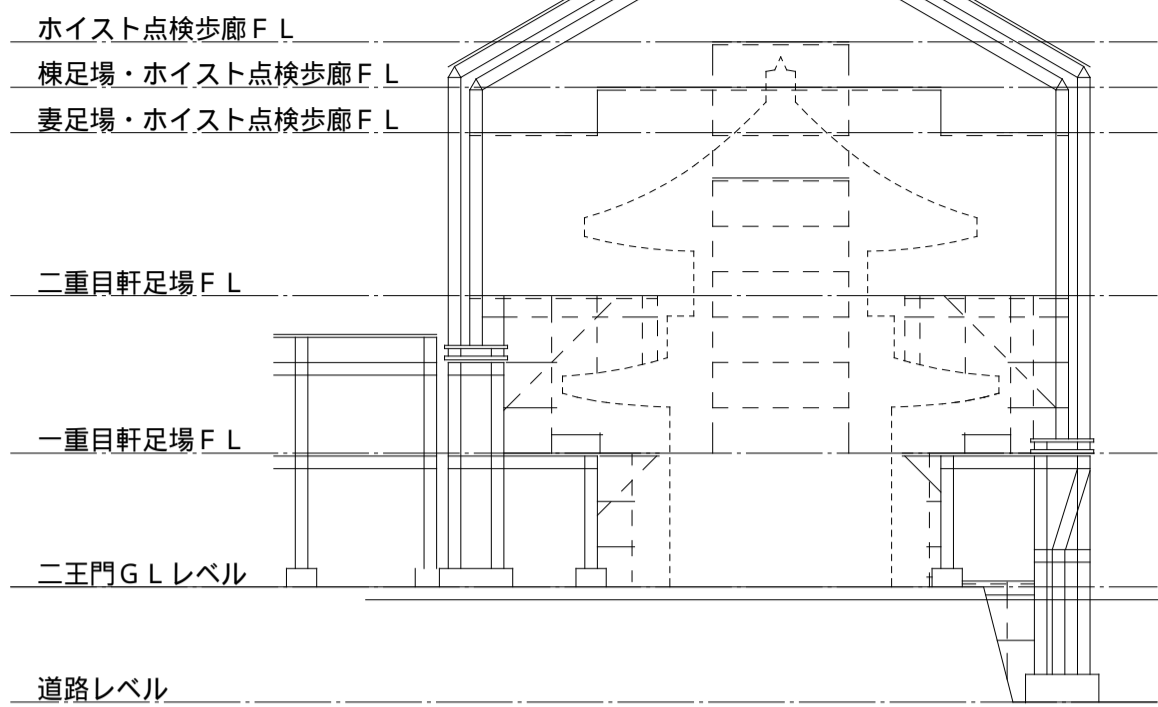 ホイスト点検歩廊ＦＬ
棟足場・ホイスト点検歩廊ＦＬ
妻足場・ホイスト点検歩廊ＦＬ
二重目軒足場ＦＬ
一重目軒足場ＦＬ
二王門ＧＬレベル
道路レベル